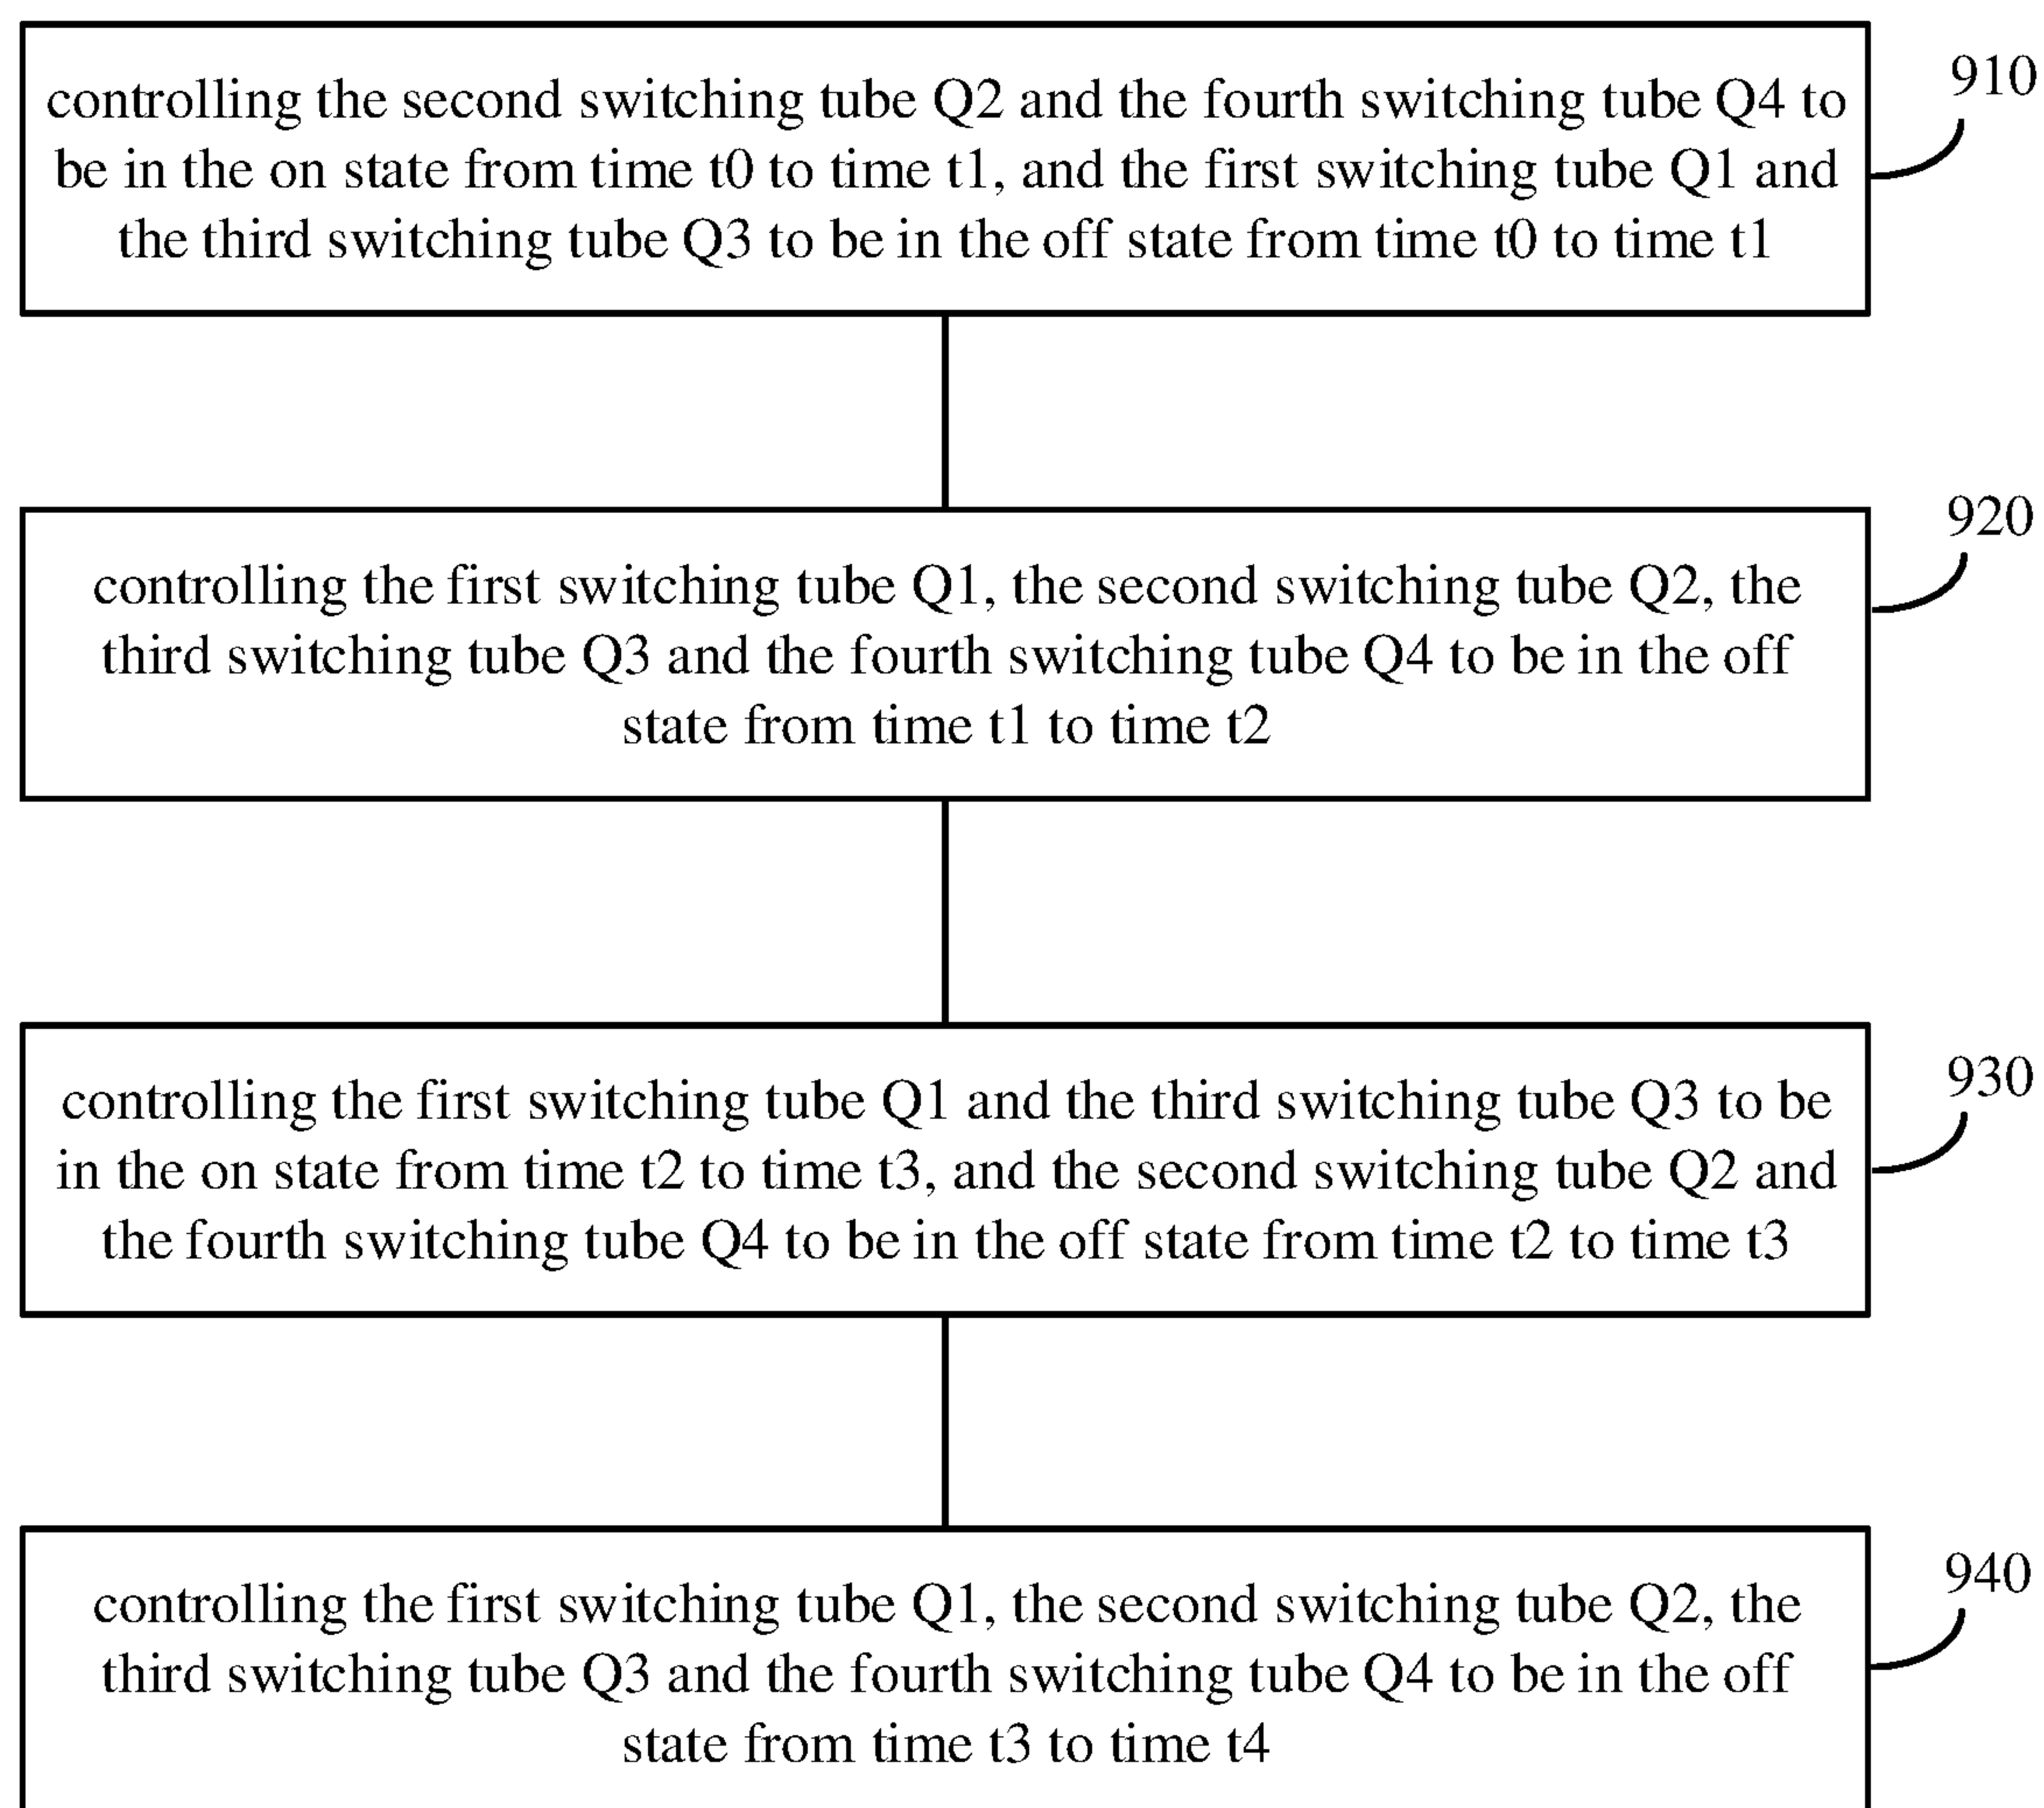 controlling the second switching tube Q2 and the fourth switching tube Q4 to
be in the on state from time t0 to time t1, and the first switching tube Q1 and
the third switching tube Q3 to be in the off state from time t0 to time t1
910
controlling the first switching tube Q1, the second switching tube Q2, the
third switching tube Q3 and the fourth switching tube Q4 to be in the off
state from time t1 to time t2
920
controlling the first switching tube Q1 and the third switching tube Q3 to be
in the on state from time t2 to time t3, and the second switching tube Q2 and
the fourth switching tube Q4 to be in the off state from time t2 to time t3
930
controlling the first switching tube Q1, the second switching tube Q2, the
third switching tube Q3 and the fourth switching tube Q4 to be in the off
state from time t3 to time t4
940